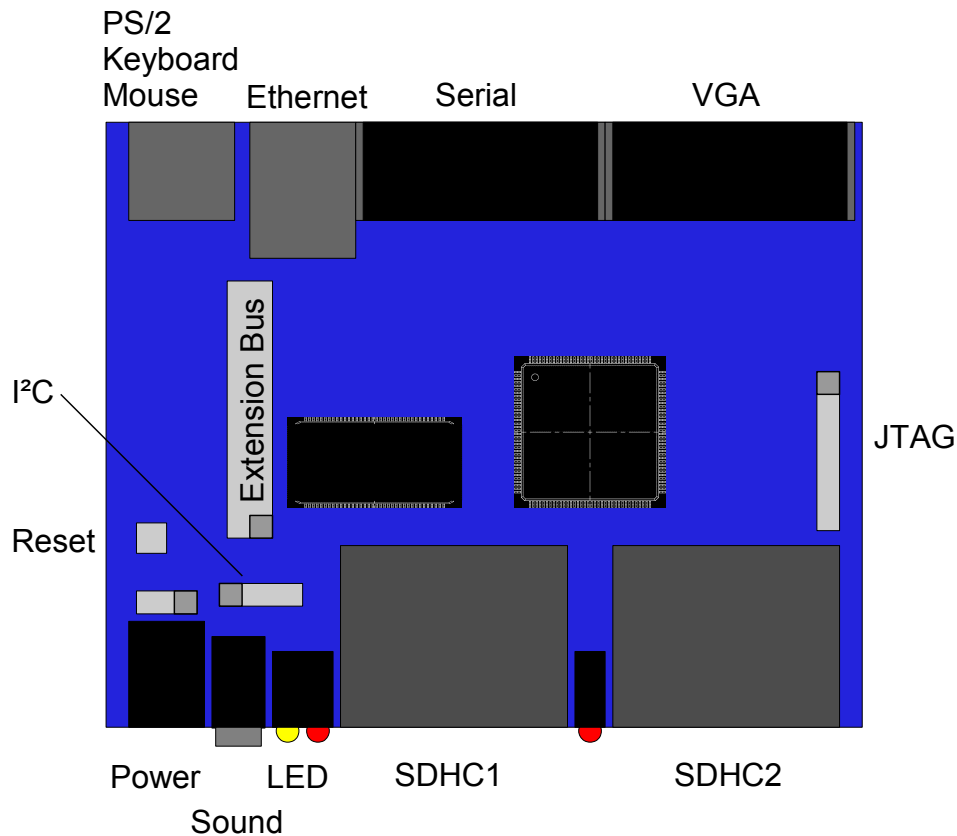 PS/2
Keyboard
Mouse
Ethernet
Serial
VGA
Extension Bus
I²C
JTAG
Reset
Power
LED
SDHC1
SDHC2
Sound